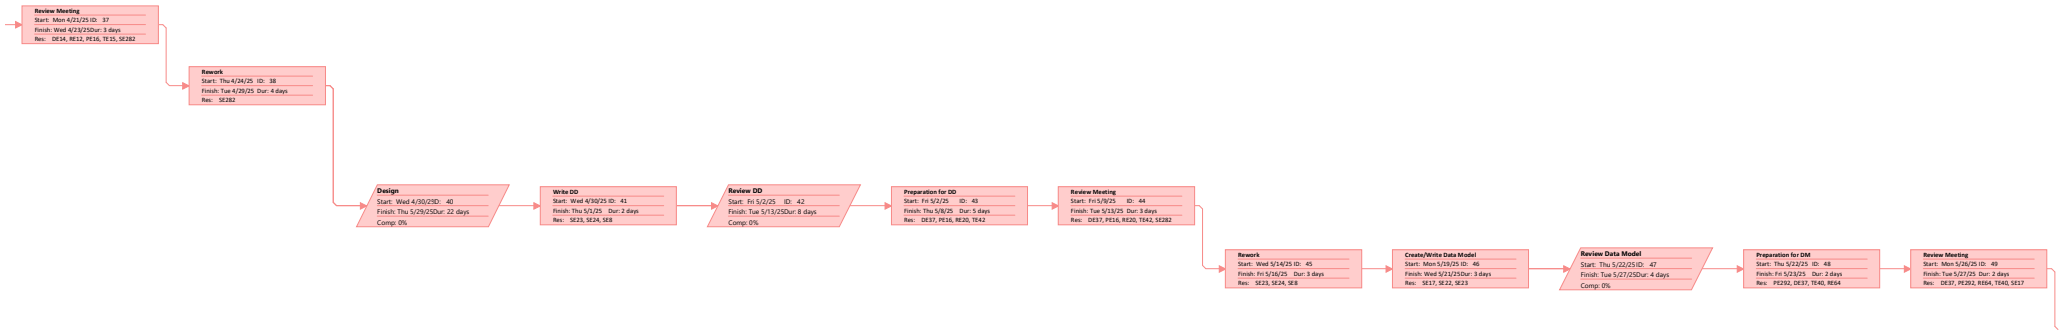 Review Meeting
Start: Mon 4/21/25 ID: 37
Finish: Wed 4/23/25Dur: 3 days
Res: DE14, RE12, PE16, TE15, SE282
Rework
Start: Thu 4/24/25 ID: 38
Finish: Tue 4/29/25 Dur: 4 days
Res: SE282
Design
Start: Wed 4/30/25ID: 40
Finish: Thu 5/29/25Dur: 22 days
Comp: 0%
Write DD
Start: Wed 4/30/25 ID: 41
Finish: Thu 5/1/25 Dur: 2 days
Res: SE23, SE24, SE8
Review DD
Start: Fri 5/2/25 ID: 42
Finish: Tue 5/13/25Dur: 8 days
Comp: 0%
Preparation for DD
Start: Fri 5/2/25 ID: 43
Finish: Thu 5/8/25 Dur: 5 days
Res: DE37, PE16, RE20, TE42
Review Meeting
Start: Fri 5/9/25 ID: 44
Finish: Tue 5/13/25 Dur: 3 days
Res: DE37, PE16, RE20, TE42, SE282
Rework
Start: Wed 5/14/25 ID: 45
Finish: Fri 5/16/25 Dur: 3 days
Res: SE23, SE24, SE8
Create/Write Data Model
Start: Mon 5/19/25 ID: 46
Finish: Wed 5/21/25Dur: 3 days
Res: SE17, SE22, SE23
Review Data Model
Start: Thu 5/22/25 ID: 47
Finish: Tue 5/27/25Dur: 4 days
Comp: 0%
Preparation for DM
Start: Thu 5/22/25 ID: 48
Finish: Fri 5/23/25 Dur: 2 days
Res: PE292, DE37, TE40, RE64
Review Meeting
Start: Mon 5/26/25 ID: 49
Finish: Tue 5/27/25 Dur: 2 days
Res: DE37, PE292, RE64, TE40, SE17